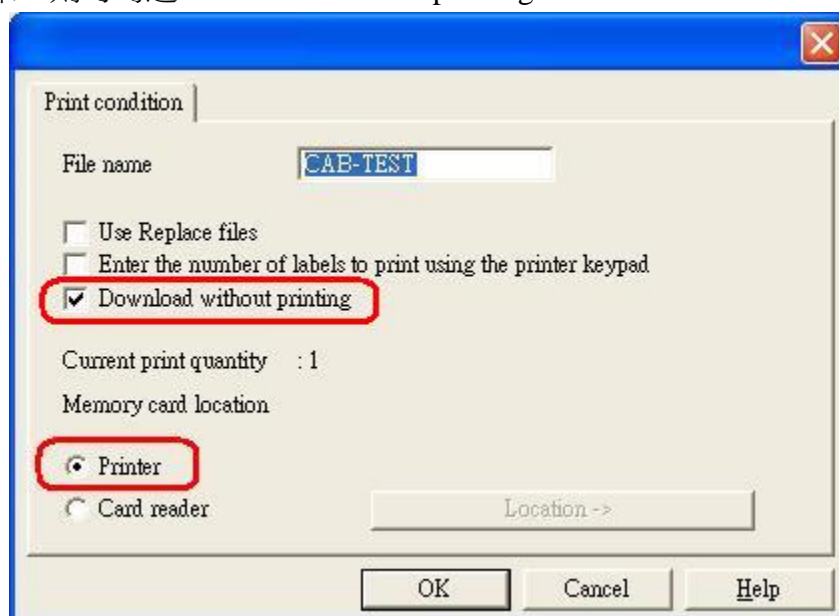 Print condition
File name CAB-TEST
Use Replace files
Enter the number of labels to print using the printer keypad
Download without printing
Current print quantity : 1
Memory card location
Printer
Card reader Location ->
OK Cancel Help